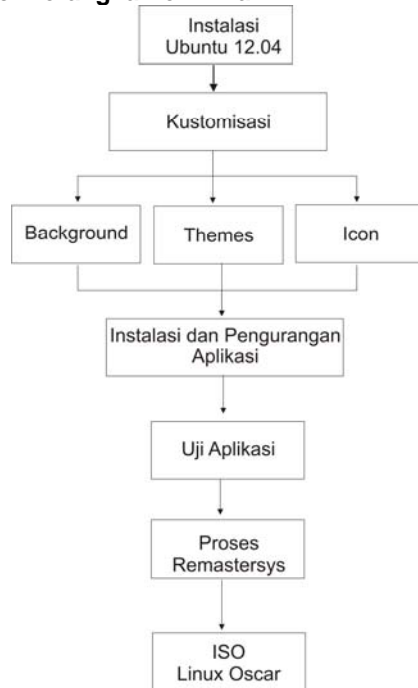 Instalasi
Ubuntu 12.04
Kustomisasi
Background
Themes
Icon
Instalasi dan Pengurangan
Aplikasi
Uji Aplikasi
Proses
Remastersys
ISO
Linux Oscar